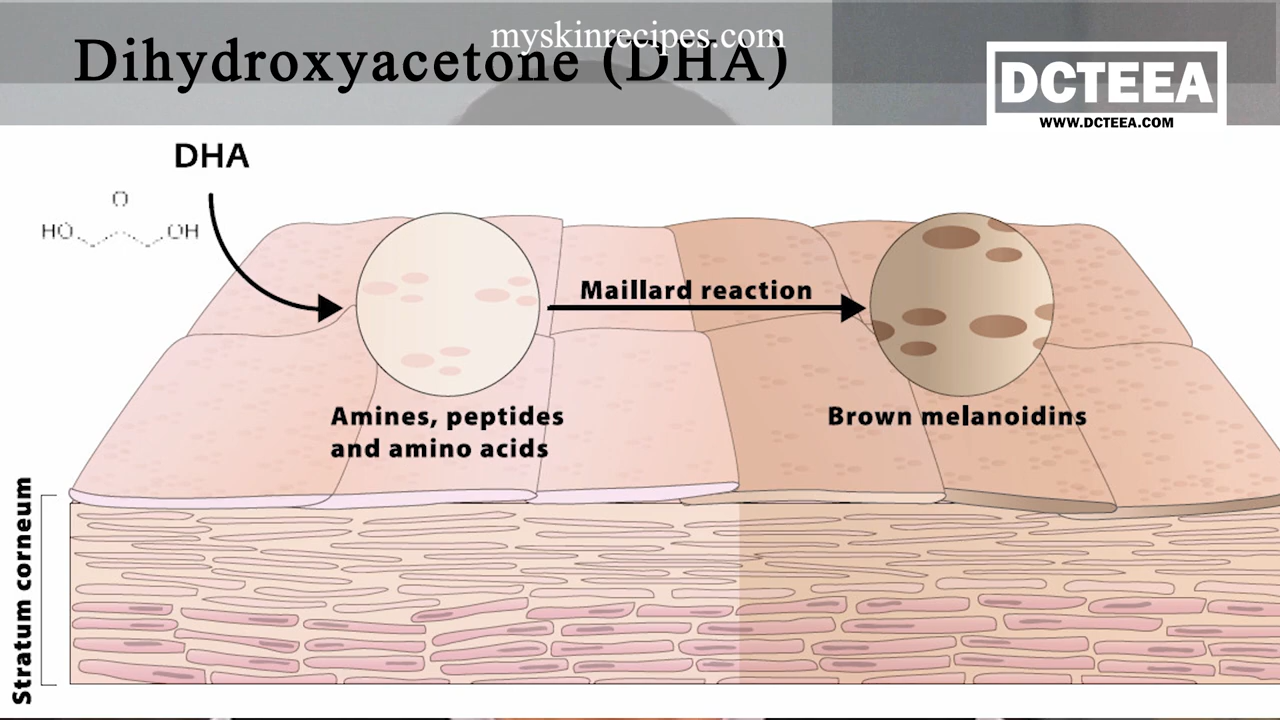 myskinrecipes.com
Dihydroxyacetone (DHA)
DCTEEA
WWW.DCTEEA.COM
DHA
O
HO
OH
Maillard reaction
Amines, peptides
and amino acids
Brown melanoidins
Stratum corneum